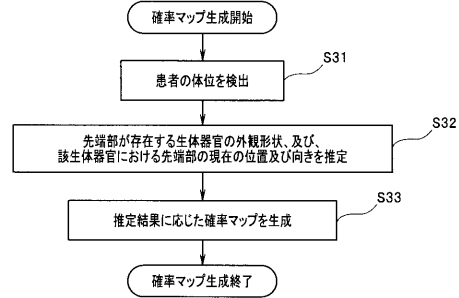 確率マップ生成開始
S31
患者の体位を検出
S32
先端部が存在する生体器官の外観形状、及び、
該生体器官における先端部の現在の位置及び向きを推定
S33
推定結果に応じた確率マップを生成
確率マップ生成終了